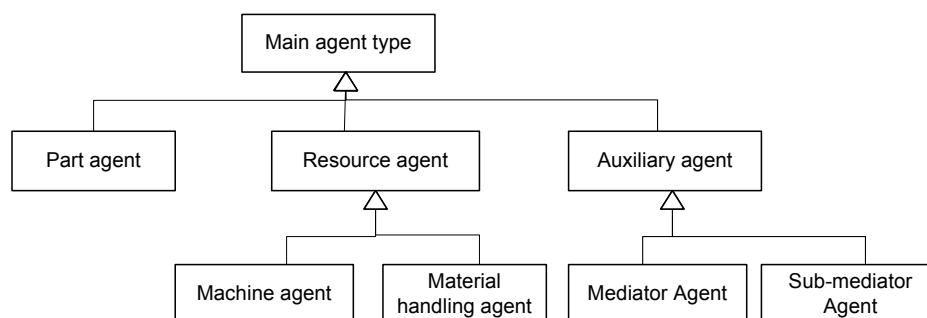 Main agent type
Part agent
Resource agent
Auxiliary agent
Machine agent
Material
handling agent
Mediator Agent
Sub-mediator
Agent